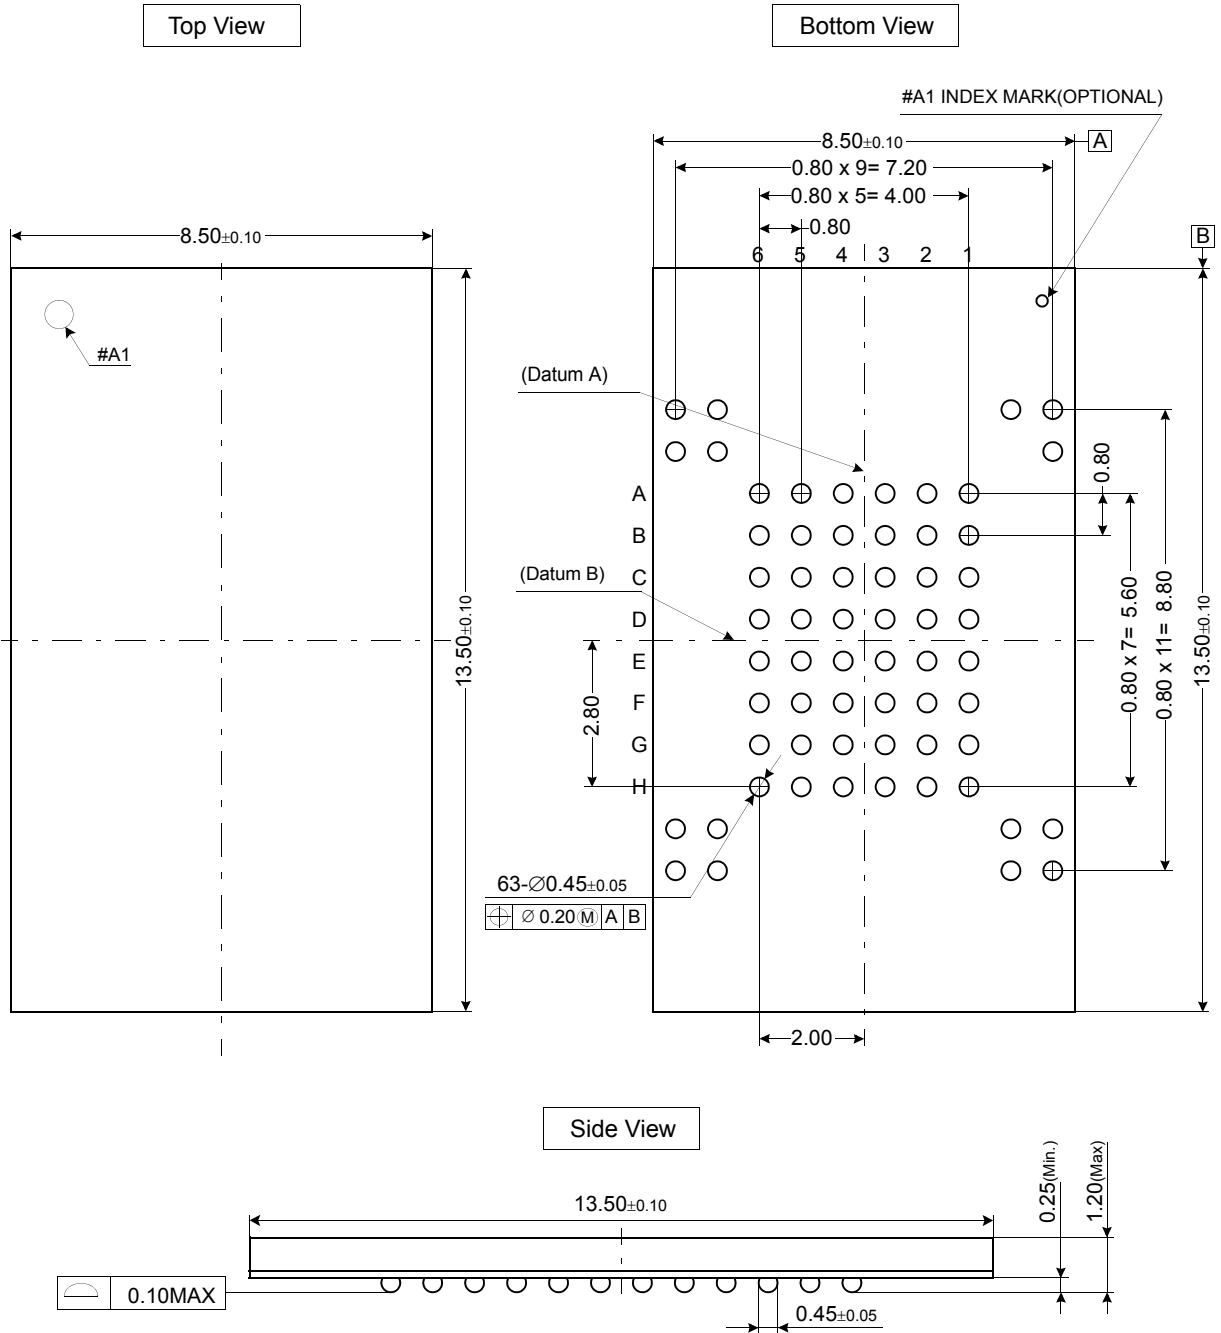 Top View
Bottom View
#A1 INDEX MARK(OPTIONAL)
8.50±0.10
A
0.80 x 9= 7.20
0.80 x 5= 4.00
0.80
8.50±0.10
B
6 5 4 3 2 1
#A1
(Datum A)
0.80
A
B
(Datum B)
C
D
E
F
G
H
13.50±0.10
2.80
0.80 x 7= 5.60
0.80 x 11= 8.80
13.50±0.10
63-∅0.45±0.05
∅ 0.20 Ⓜ A B
2.00
Side View
13.50±0.10
0.25(Min.)
1.20(Max)
0.10MAX
0.45±0.05